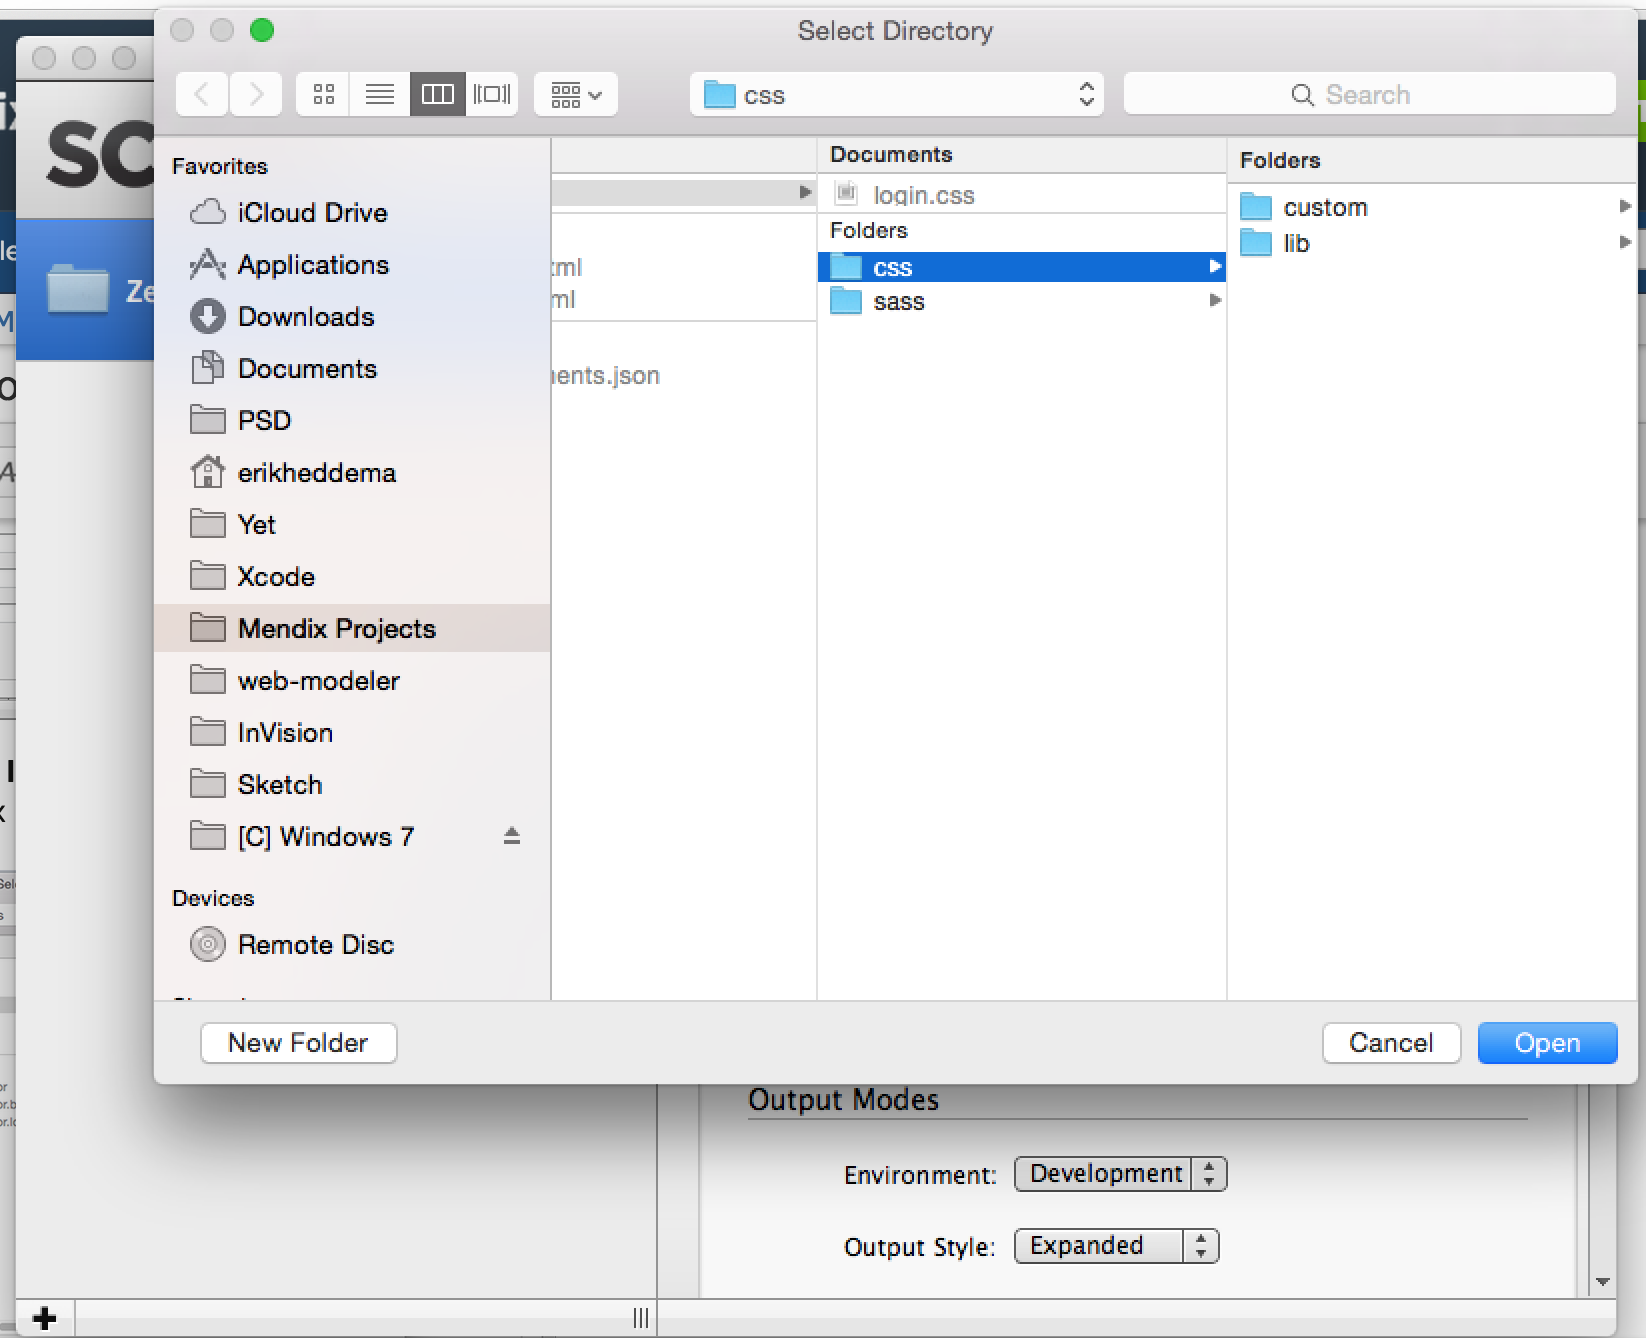 Select Directory
css
Search
Favorites
iCloud Drive
Applications
Downloads
Documents
PSD
erikheddema
Yet
Xcode
Mendix Projects
web-modeler
InVision
Sketch
[C] Windows 7
Devices
Remote Disc
ml
ents.json
Documents
login.css
Folders
css
sass
Folders
custom
lib
New Folder
Cancel
Open
SC
Ze
Output Modes
Environment: Development
Output Style: Expanded